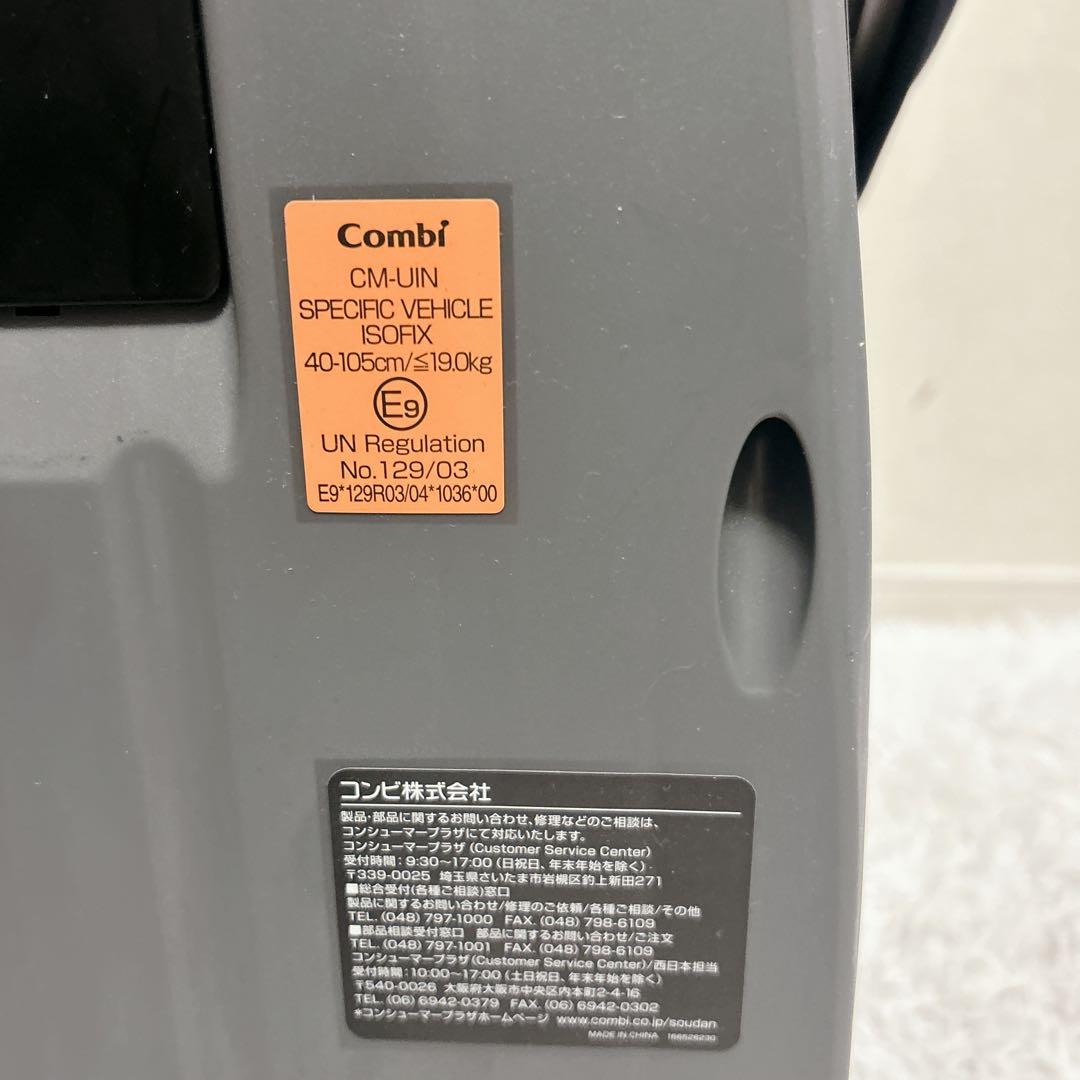 Combi
CM-UIN
SPECIFIC VEHICLE
ISOFIX
40-105cm/≦19.0kg
E9
UN Regulation
No.129/03
E9*129R03/04*1036*00
コンビ株式会社
製品・部品に関するお問い合わせ、修理などのご相談は、
コンシューマープラザにて対応いたします。
コンシューマープラザ (Customer Service Center)
受付時間：9:30～17:00 (日祝日、年末年始を除く)
〒339-0025 埼玉県さいたま市岩槻区釣上新田271
■総合受付(各種ご相談)窓口
製品に関するお問い合わせ/修理のご依頼/各種ご相談/その他
TEL. (048) 797-1000 FAX. (048) 798-6109
■部品相談受付窓口 部品に関するお問い合わせ/ご注文
TEL. (048) 797-1001 FAX. (048) 798-6109
コンシューマープラザ(Customer Service Center)/西日本担当
受付時間：10:00～17:00 (土日祝日、年末年始を除く)
〒540-0026 大阪府大阪市中央区内本町2-4-16
TEL. (06) 6942-0379 FAX. (06) 6942-0302
*コンシューマープラザホームページ www.combi.co.jp/soudan
MADE IN CHINA 166626230